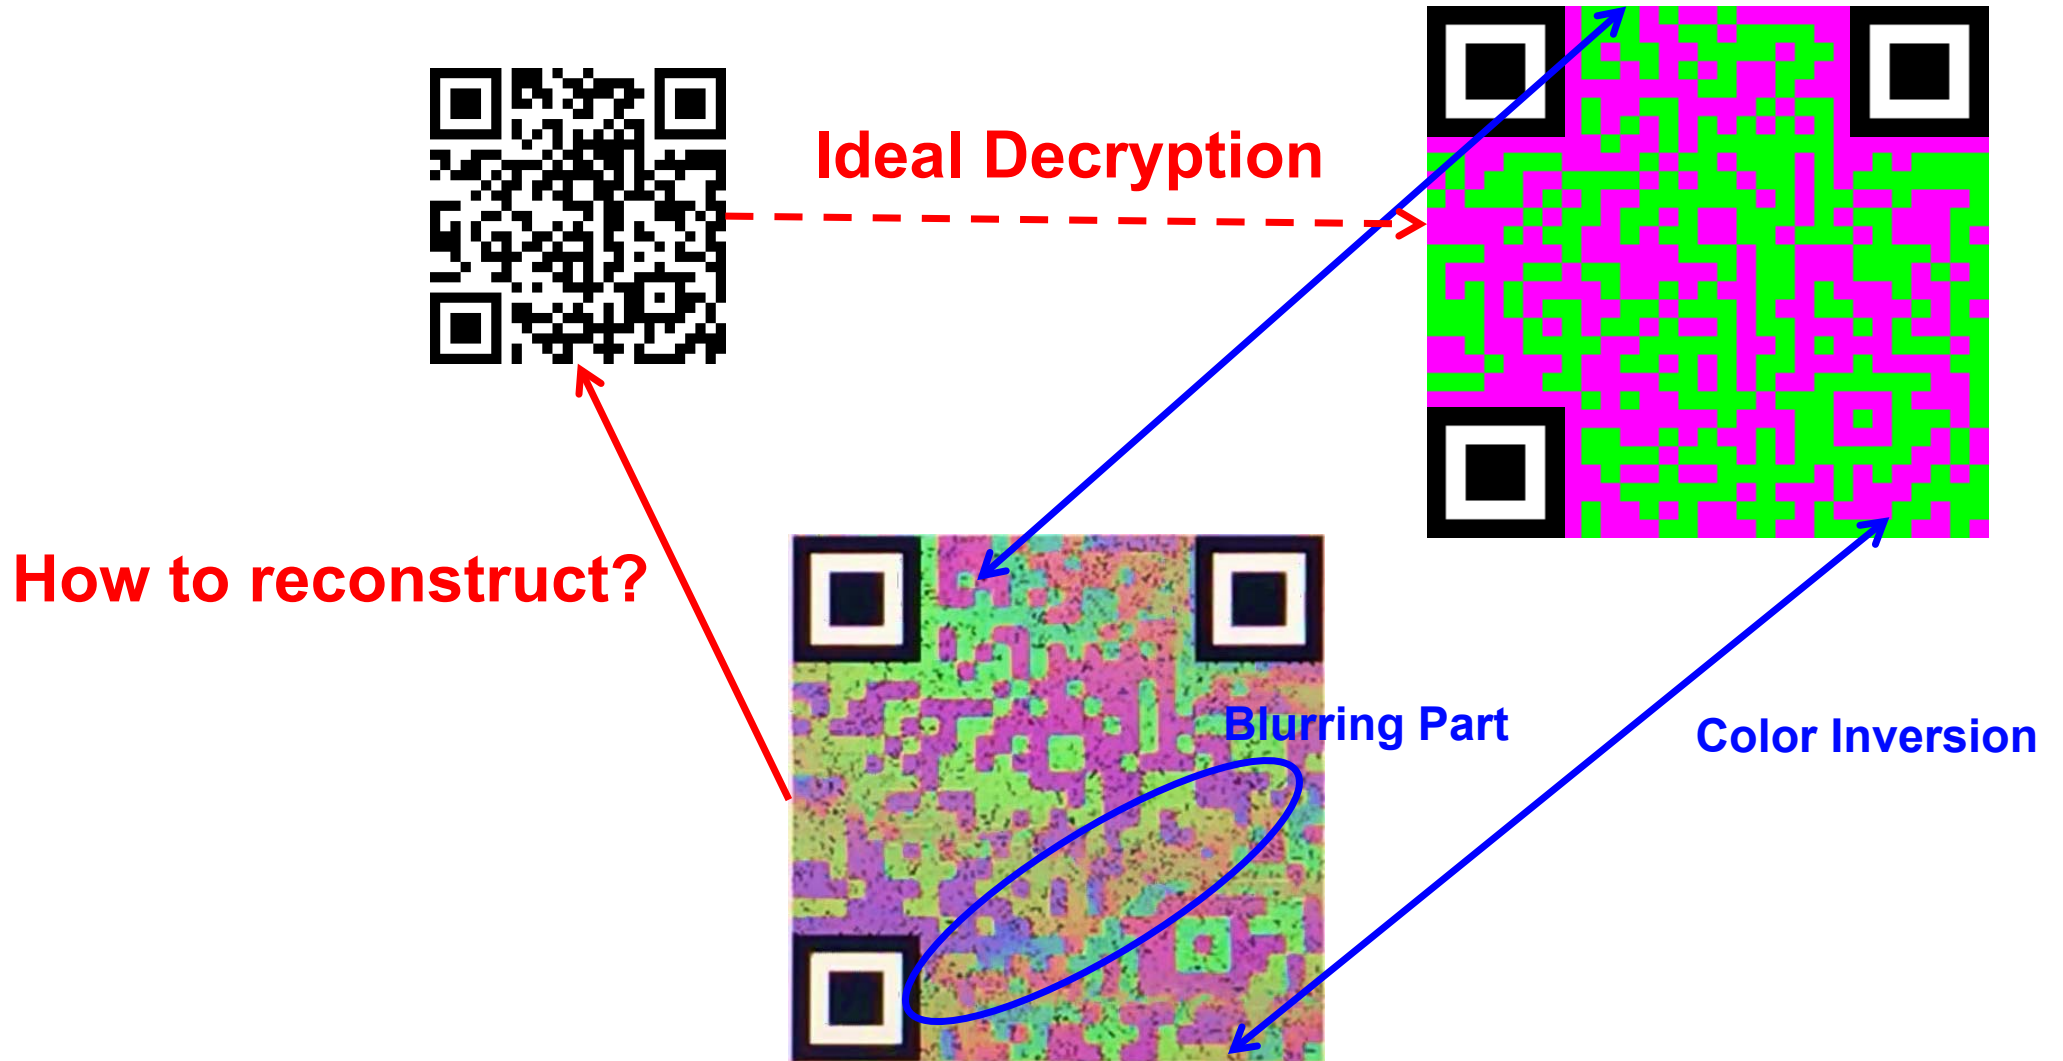 Ideal Decryption
How to reconstruct?
Blurring Part
Color Inversion